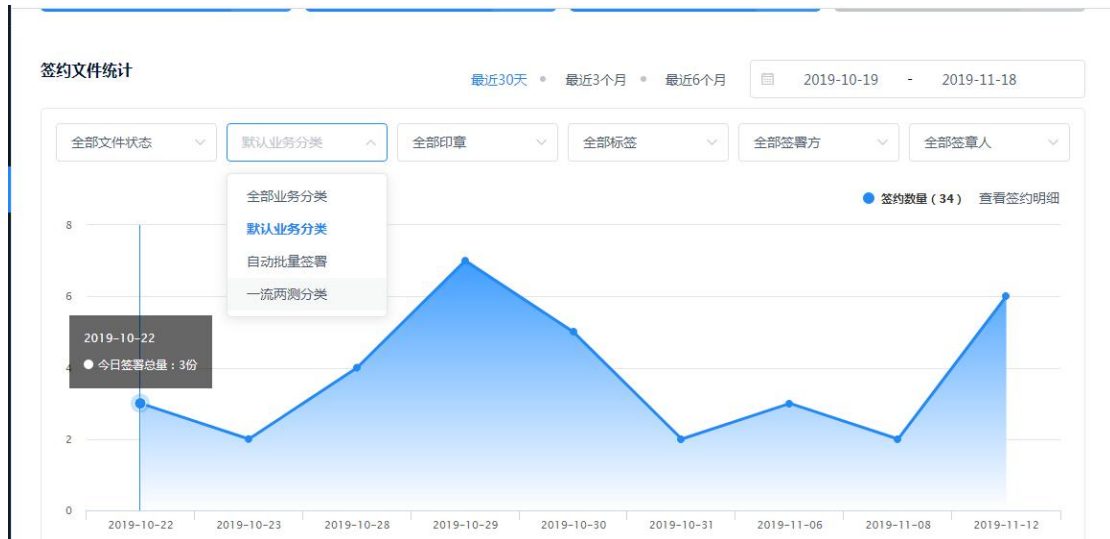 签约文件统计
最近30天 最近3个月 最近6个月 2019-10-19 - 2019-11-18
全部文件状态 默认业务分类 全部印章 全部标签 全部签署方 全部签章人
全部业务分类
默认业务分类
自动批量签署
一流两测分类
签约数量（34） 查看签约明细
8
6
4
2
0
2019-10-22
今日签署总量：3份
2019-10-22 2019-10-23 2019-10-28 2019-10-29 2019-10-30 2019-10-31 2019-11-06 2019-11-08 2019-11-12